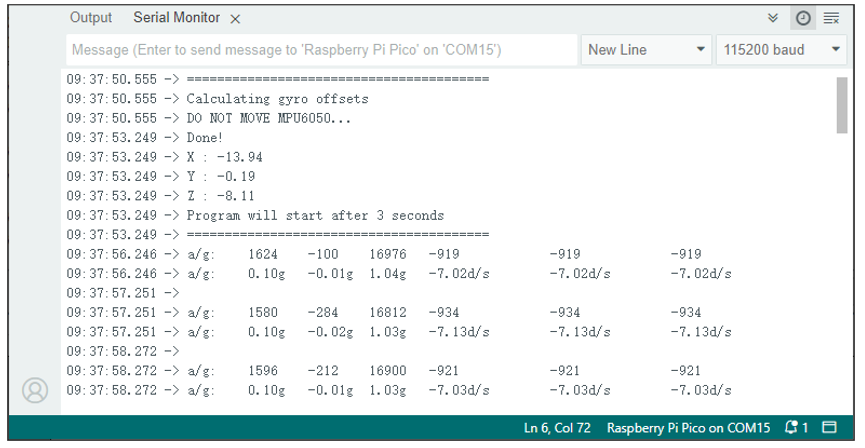 Output Serial Monitor ×
Message (Enter to send message to 'Raspberry Pi Pico' on 'COM15') New Line 115200 baud
09:37:50.555 -> =======================================
09:37:50.555 -> Calculating gyro offsets
09:37:50.555 -> DO NOT MOVE MPU6050...
09:37:53.249 -> Done!
09:37:53.249 -> X : -13.94
09:37:53.249 -> Y : -0.19
09:37:53.249 -> Z : -8.11
09:37:53.249 -> Program will start after 3 seconds
09:37:53.249 -> =======================================
09:37:56.246 -> a/g: 1624 -100 16976 -919 -919 -919
09:37:56.246 -> a/g: 0.10g -0.01g 1.04g -7.02d/s -7.02d/s -7.02d/s
09:37:57.251 ->
09:37:57.251 -> a/g: 1580 -284 16812 -934 -934 -934
09:37:57.251 -> a/g: 0.10g -0.02g 1.03g -7.13d/s -7.13d/s -7.13d/s
09:37:58.272 ->
09:37:58.272 -> a/g: 1596 -212 16900 -921 -921 -921
09:37:58.272 -> a/g: 0.10g -0.01g 1.03g -7.03d/s -7.03d/s -7.03d/s
Ln 6, Col 72 Raspberry Pi Pico on COM15 1